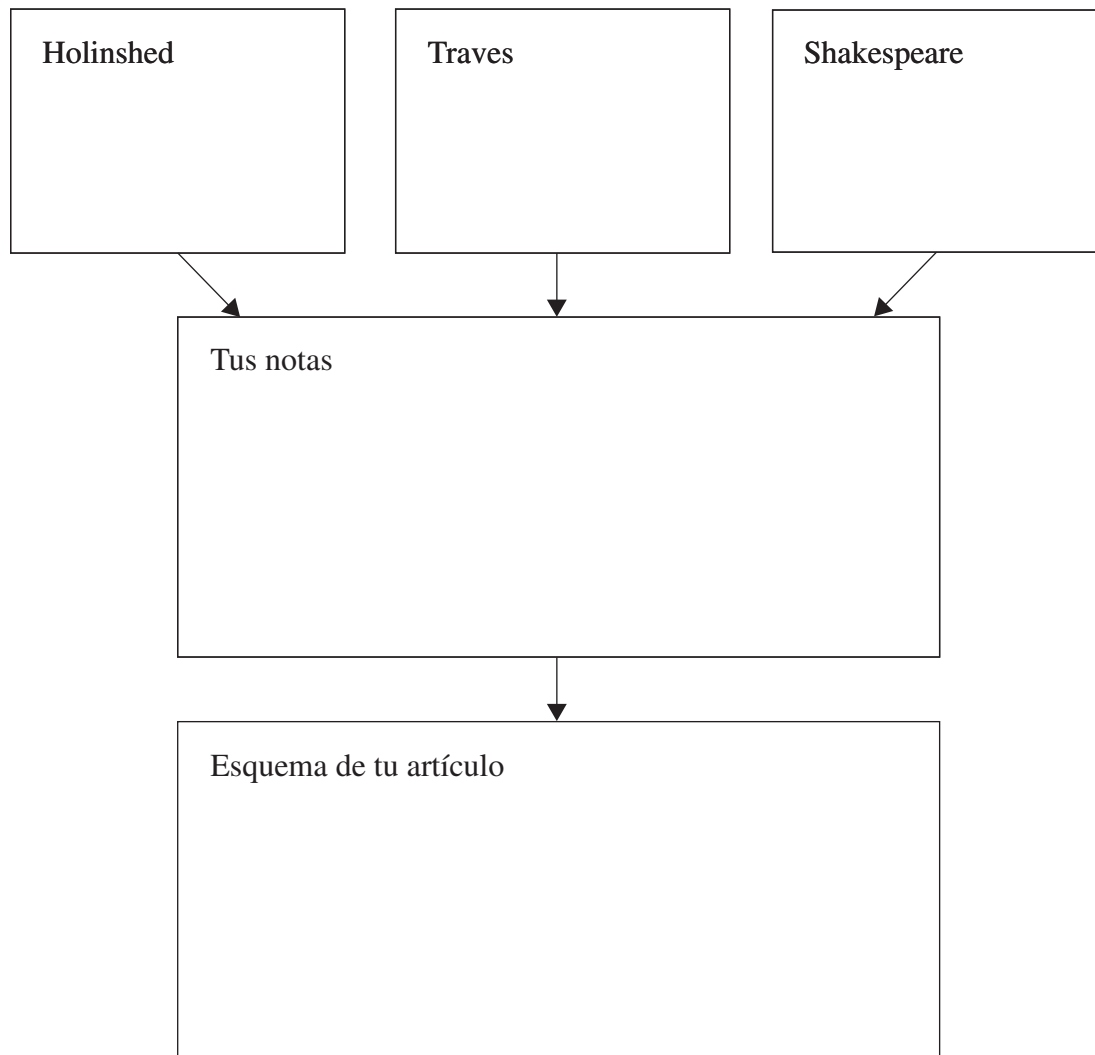 Holinshed
Traves
Shakespeare
Tus notas
Esquema de tu artículo